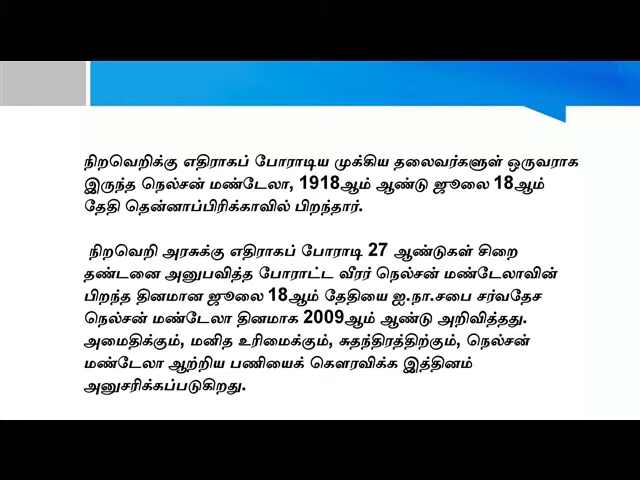 நிறவெறிக்கு எதிராகப் போராடிய முக்கிய தலைவர்களுள் ஒருவராக
இருந்த நெல்சன் மண்டேலா, 1918ஆம் ஆண்டு ஜூலை 18ஆம்
தேதி தென்னாப்பிரிக்காவில் பிறந்தார்.
நிறவெறி அரசுக்கு எதிராகப் போராடி 27 ஆண்டுகள் சிறை
தண்டனை அனுபவித்த போராட்ட வீரர் நெல்சன் மண்டேலாவின்
பிறந்த தினமான ஜூலை 18ஆம் தேதியை ஐ.நா.சபை சர்வதேச
நெல்சன் மண்டேலா தினமாக 2009ஆம் ஆண்டு அறிவித்தது.
அமைதிக்கும், மனித உரிமைக்கும், சுதந்திரத்திற்கும், நெல்சன்
மண்டேலா ஆற்றிய பணியைக் கௌரவிக்க இத்தினம்
அனுசரிக்கப்படுகிறது.